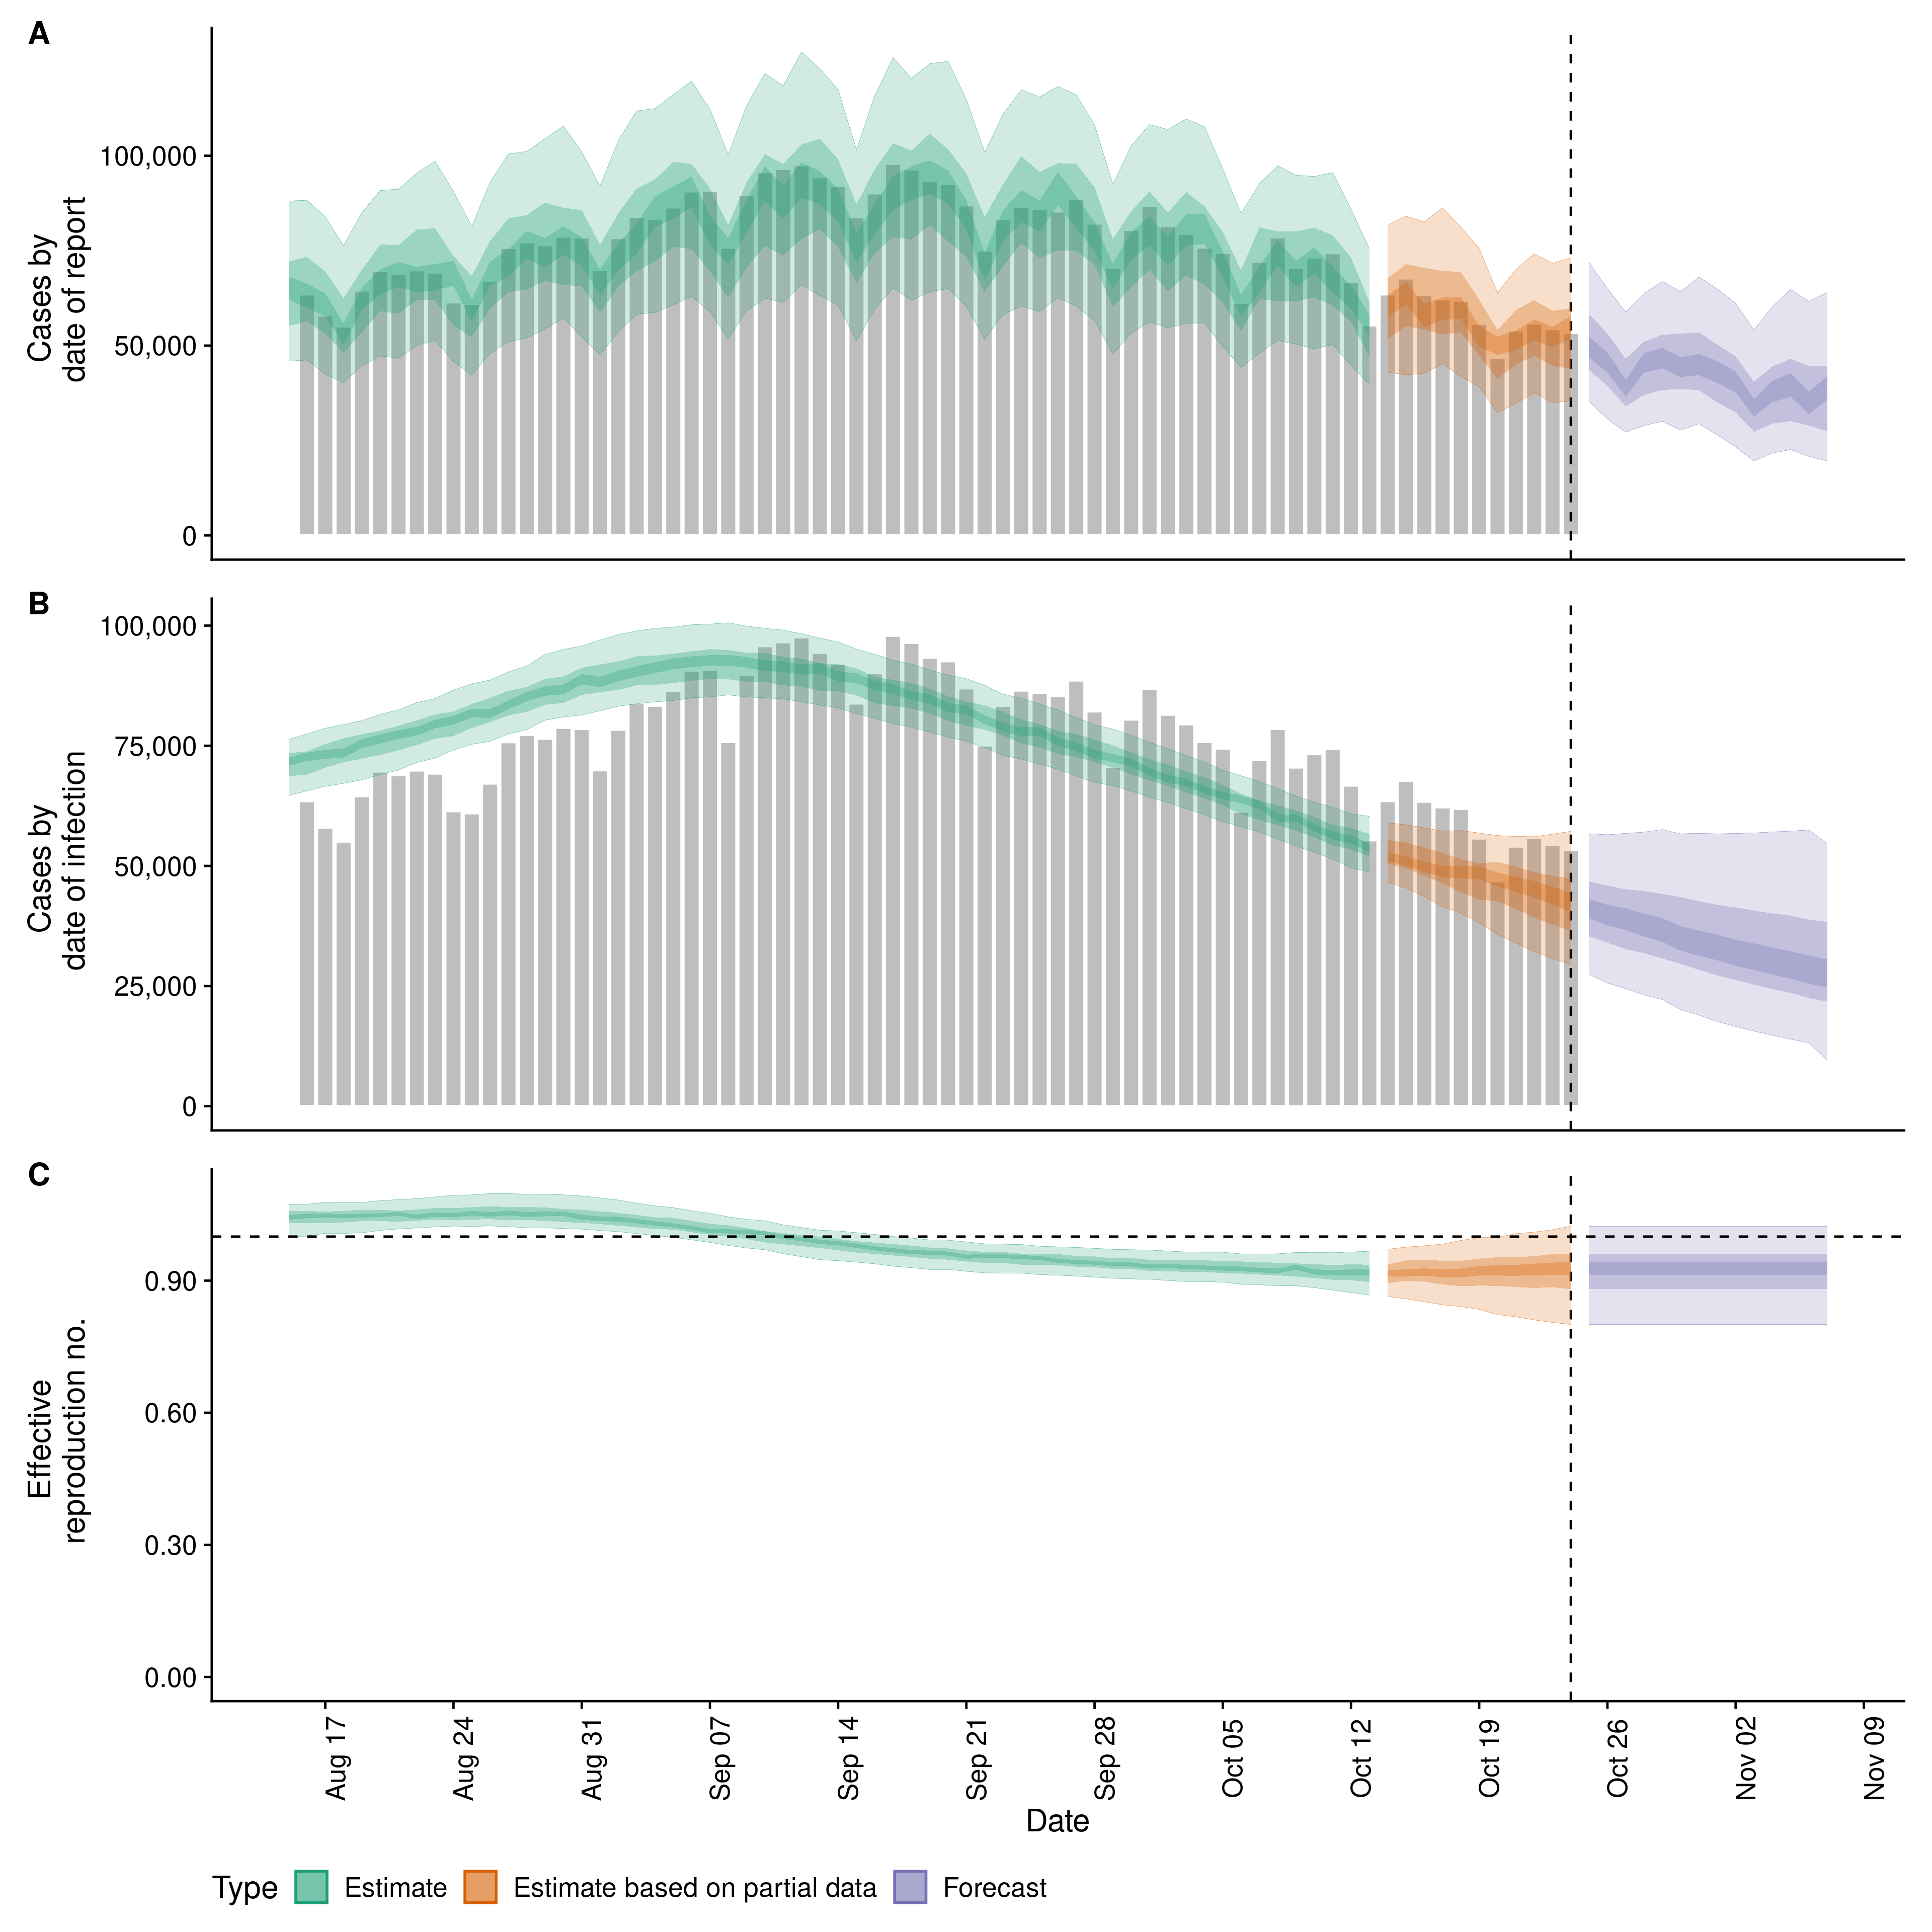 A
Cases by
date of report
100,000
50,000
0
B
Cases by
date of infection
100,000
75,000
50,000
25,000
0
C
Effective
reproduction no.
0.90
0.60
0.30
0.00
Aug 17
Aug 24
Aug 31
Sep 07
Sep 14
Sep 21
Sep 28
Oct 05
Oct 12
Oct 19
Oct 26
Nov 02
Nov 09
Date
Type Estimate Estimate based on partial data Forecast